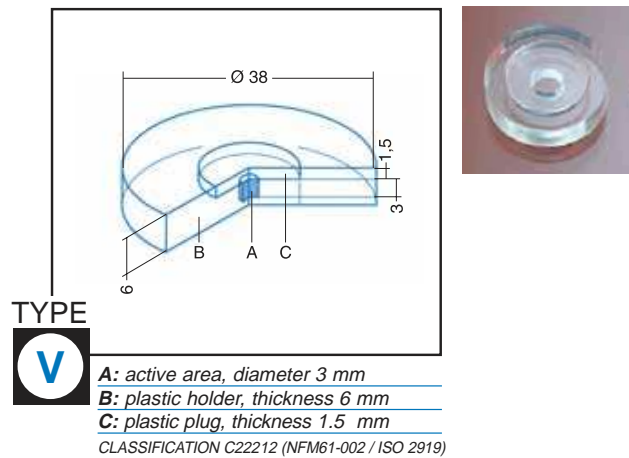 Ø 38
1,5
3
B
A
C
6
TYPE
V
A: active area, diameter 3 mm
B: plastic holder, thickness 6 mm
C: plastic plug, thickness 1.5 mm
CLASSIFICATION C22212 (NFM61-002 / ISO 2919)